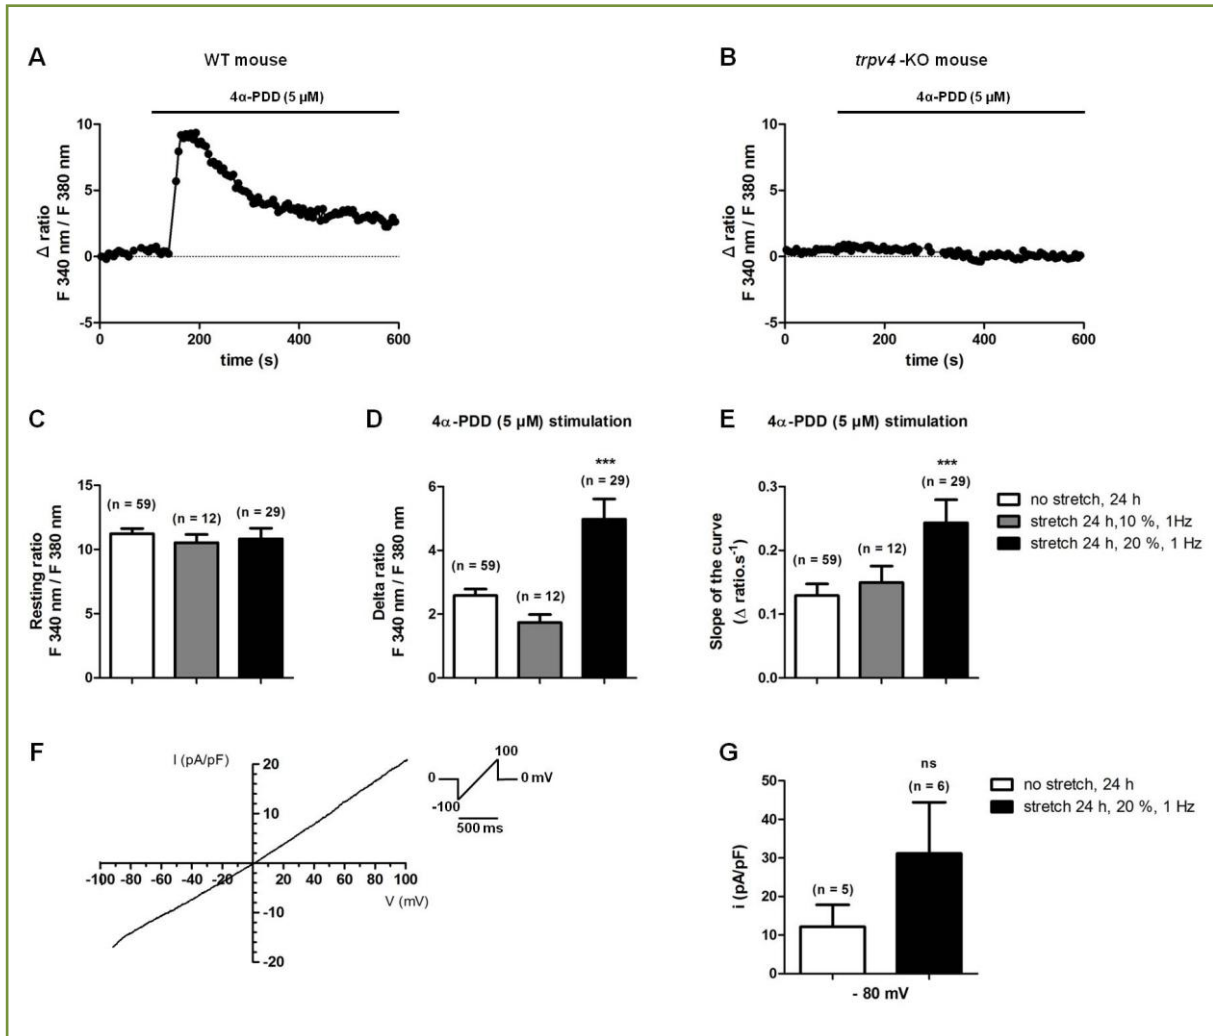 A
WT mouse
4α-PDD (5 µM)
10
5
0
-5
Δ ratio
F 340 nm / F 380 nm
0
200
400
600
time (s)
B
trpv4 -KO mouse
4α-PDD (5 µM)
10
5
0
-5
Δ ratio
F 340 nm / F 380 nm
0
200
400
600
time (s)
C
15
10
5
0
Resting ratio
F 340 nm / F 380 nm
(n = 59)
(n = 12)
(n = 29)
D
4α-PDD (5 µM) stimulation
6
4
2
0
Delta ratio
F 340 nm / F 380 nm
(n = 59)
(n = 12)
***
(n = 29)
E
4α-PDD (5 µM) stimulation
0.3
0.2
0.1
0.0
Slope of the curve
(Δ ratio.s-1)
(n = 59)
(n = 12)
***
(n = 29)
no stretch, 24 h
stretch 24 h,10 %, 1Hz
stretch 24 h, 20 %, 1 Hz
F
I (pA/pF)
20
10
-10
-20
-100 -80 -60 -40 -20 0 20 40 60 80 100
V (mV)
100
0
0 mV
-100
500 ms
G
50
40
30
20
10
0
i (pA/pF)
(n = 5)
ns
(n = 6)
- 80 mV
no stretch, 24 h
stretch 24 h, 20 %, 1 Hz